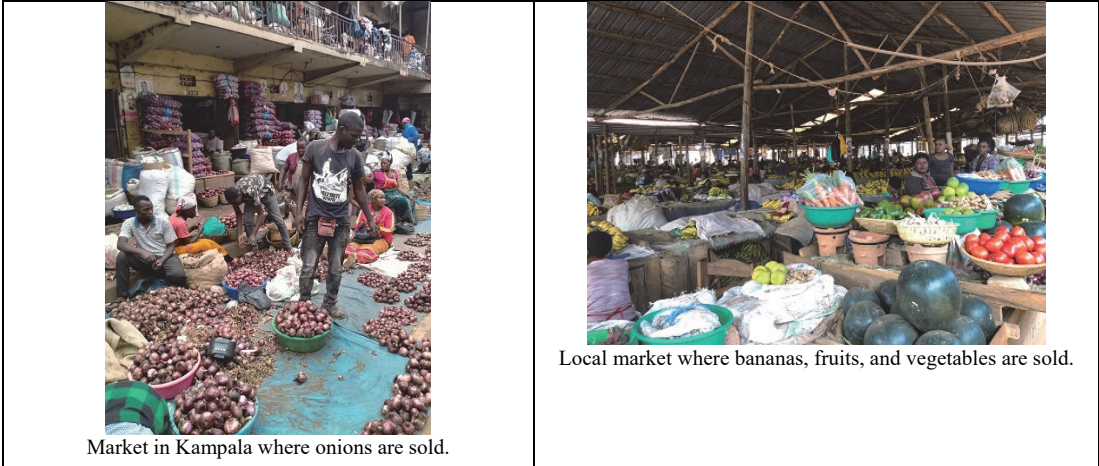 Market in Kampala where onions are sold.
Local market where bananas, fruits, and vegetables are sold.